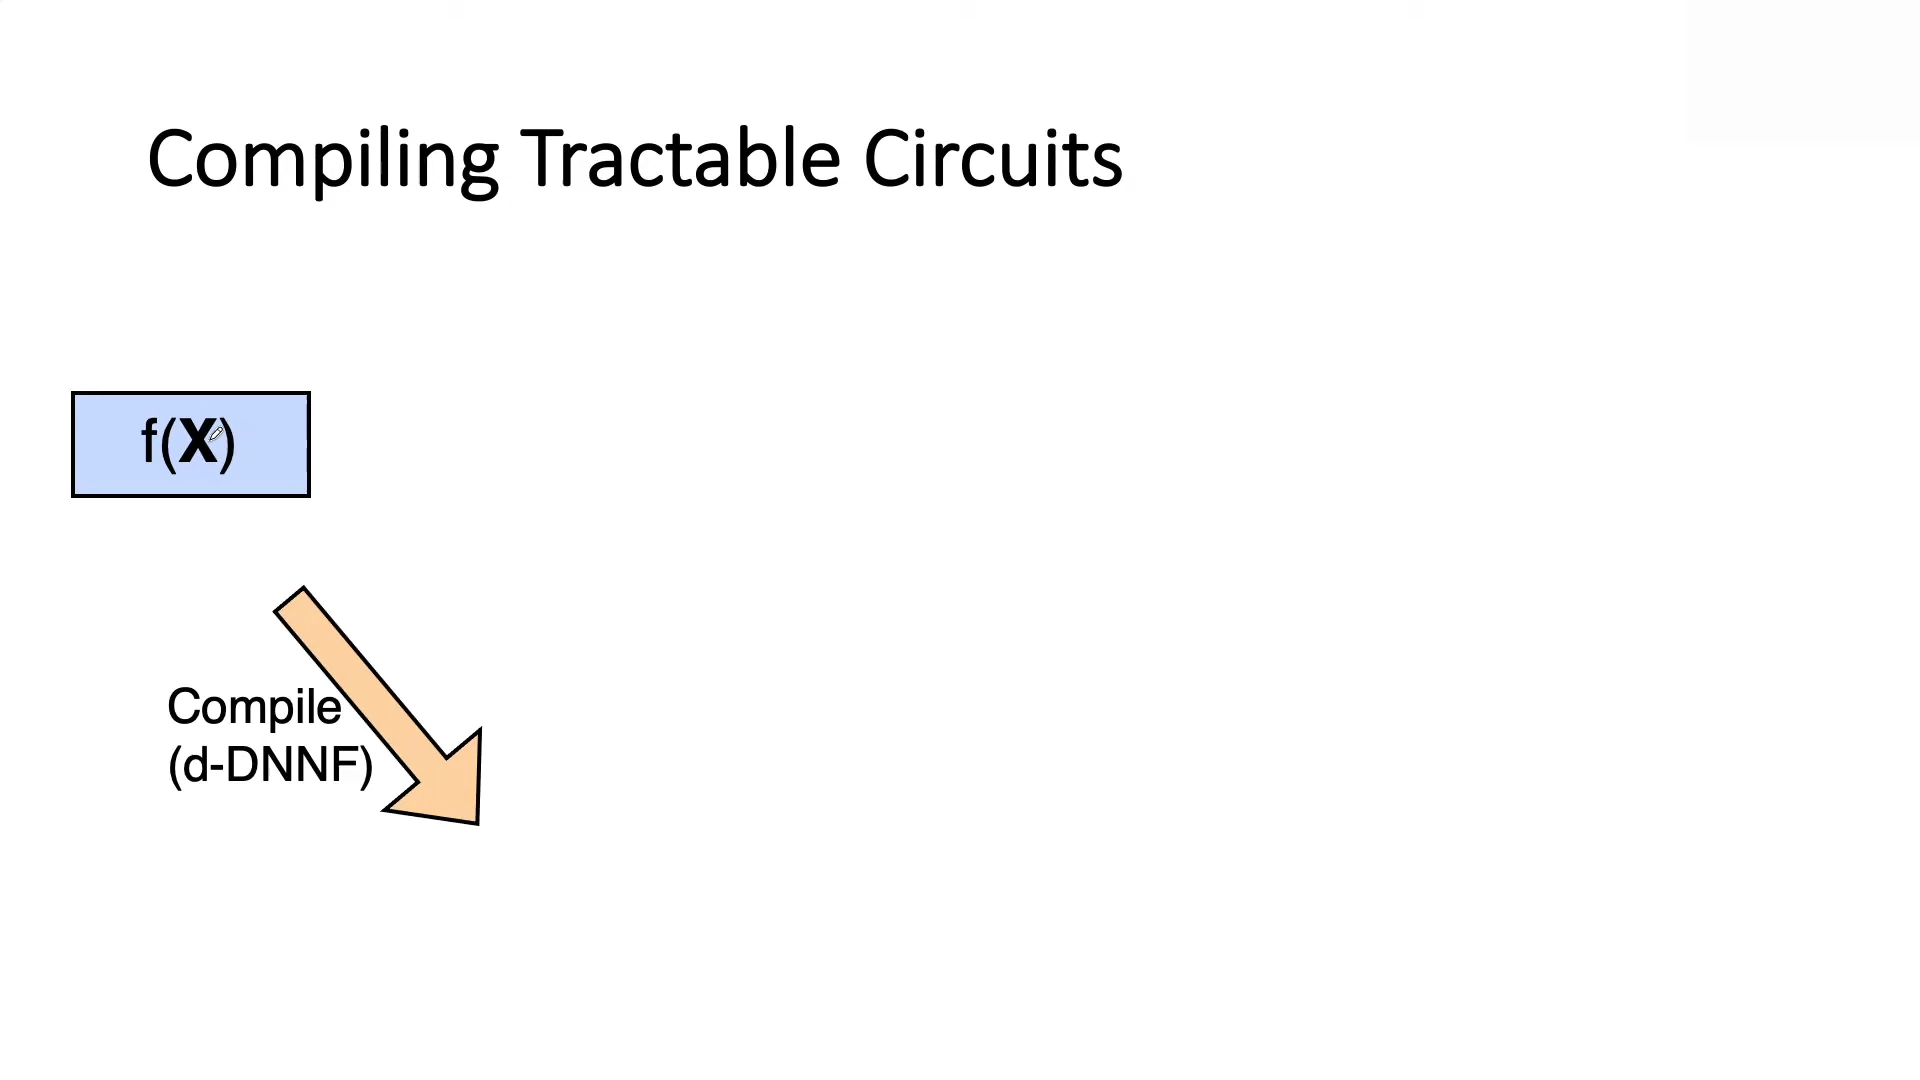 Compiling Tractable Circuits
f(X)
Compile
(d-DNNF)